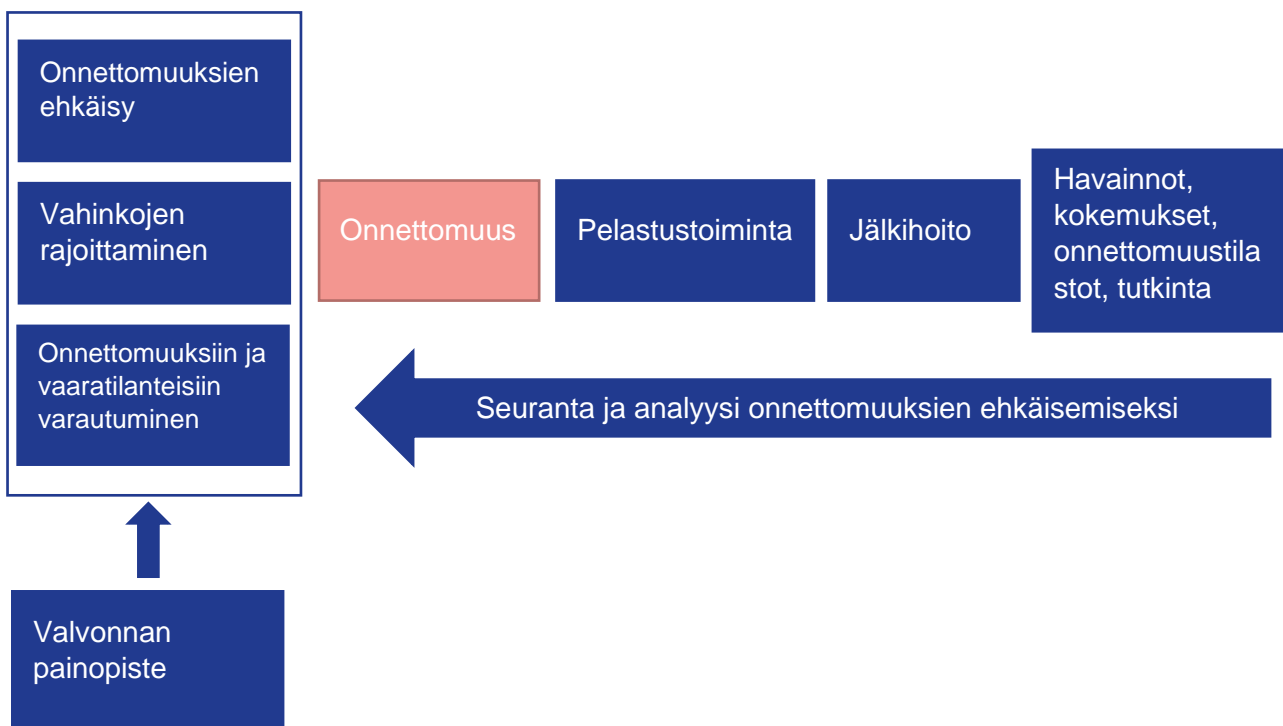 Onnettomuuksien
ehkäisy
Vahinkojen
rajoittaminen
Onnettomuuksiin ja
vaaratilanteisiin
varautuminen
Onnettomuus
Pelastustoiminta
Jälkihoito
Havainnot,
kokemukset,
onnettomuustila
stot, tutkinta
Seuranta ja analyysi onnettomuuksien ehkäisemiseksi
Valvonnan
painopiste